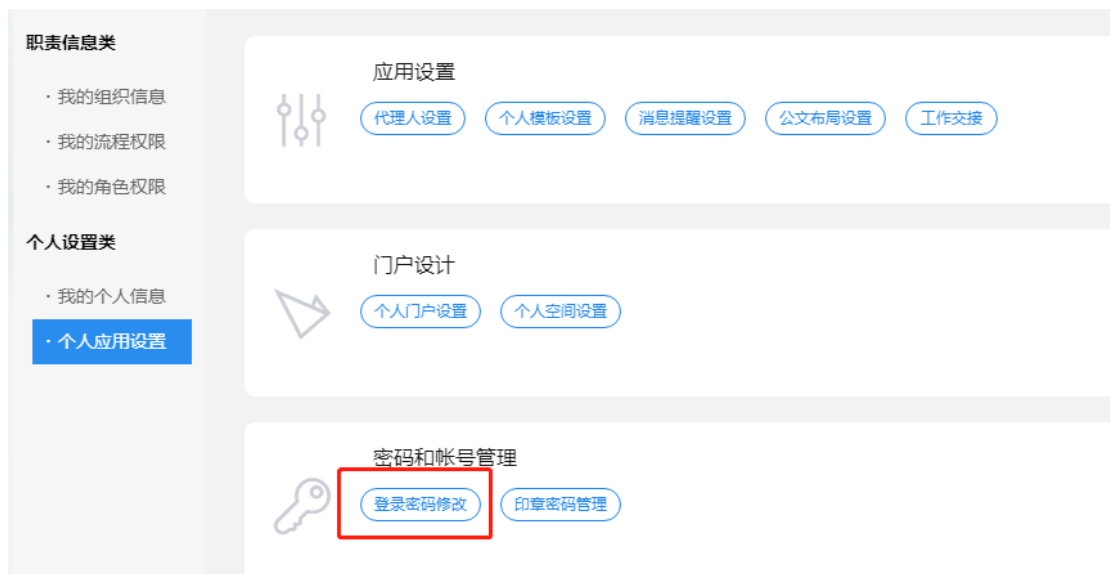 职责信息类
· 我的组织信息
· 我的流程权限
· 我的角色权限
个人设置类
· 我的个人信息
· 个人应用设置
应用设置
代理人设置 个人模板设置 消息提醒设置 公文布局设置 工作交接
门户设计
个人门户设置 个人空间设置
密码和帐号管理
登录密码修改 印章密码管理